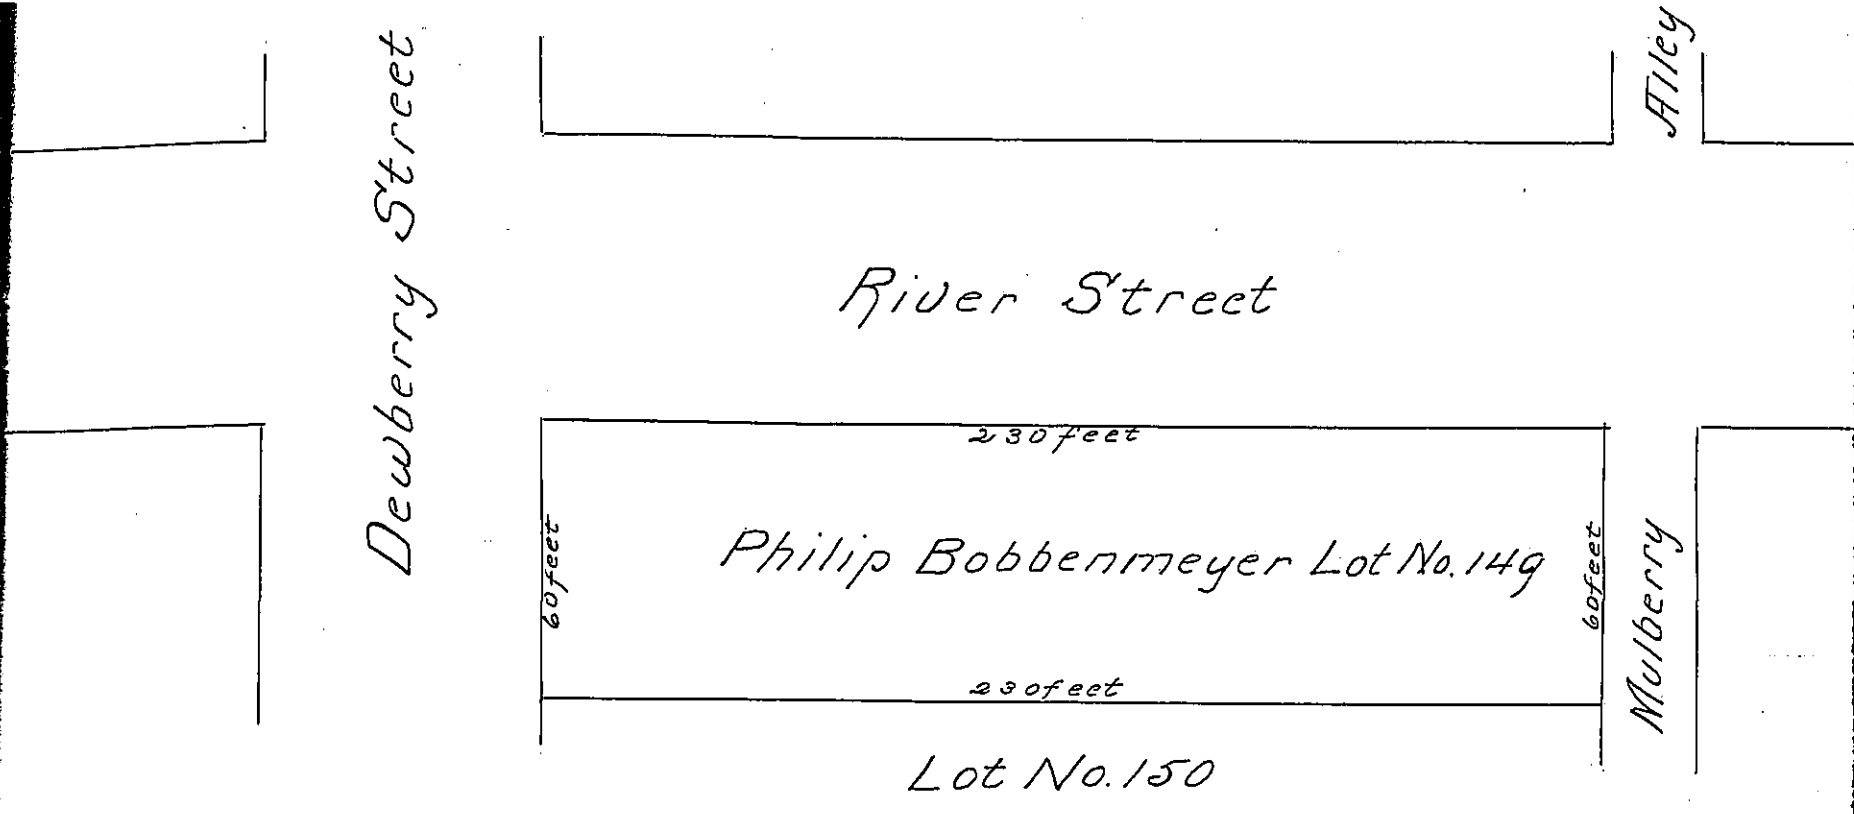 Dewberry Street
Alley
River Street
230 feet
60 feet
Philip Bobbenmeyer Lot No. 149
60 feet
Mulberry
230 feet
Lot No. 150